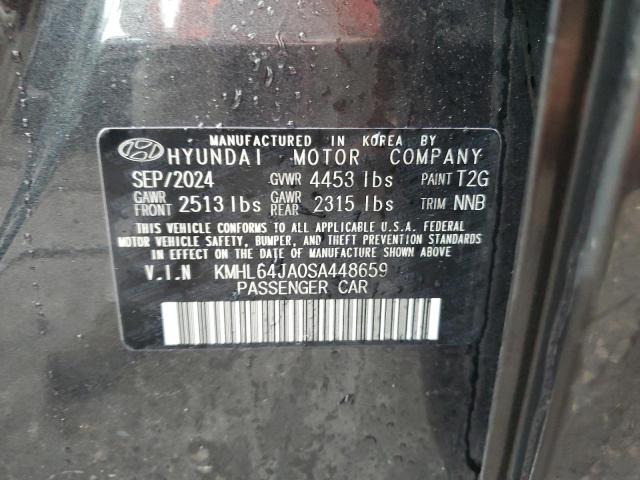 MANUFACTURED IN KOREA BY
HYUNDAI MOTOR COMPANY
SEP/2024 GVWR 4453 lbs PAINT T2G
GAWR FRONT 2513 lbs GAWR REAR 2315 lbs TRIM NNB
THIS VEHICLE CONFORMS TO ALL APPLICABLE U.S.A. FEDERAL
MOTOR VEHICLE SAFETY, BUMPER, AND THEFT PREVENTION STANDARDS
IN EFFECT ON THE DATE OF MANUFACTURE SHOWN ABOVE.
V.I.N KMHL64JA0SA448659
PASSENGER CAR